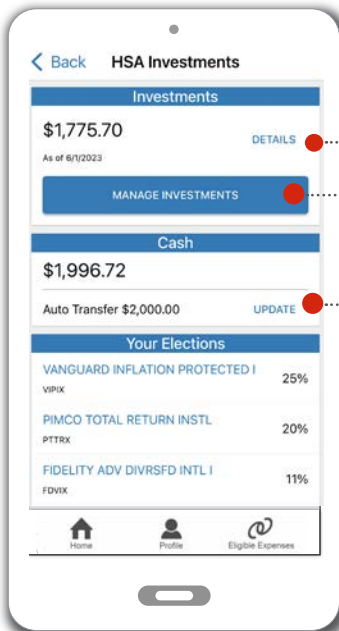 Back HSA Investments
Investments
$1,775.70 DETAILS
As of 6/1/2023
MANAGE INVESTMENTS
Cash
$1,996.72
Auto Transfer $2,000.00 UPDATE
Your Elections
VANGUARD INFLATION PROTECTED I 25%
VIPIX
PIMCO TOTAL RETURN INSTL 20%
PTTRX
FIDELITY ADV DIVRSFD INTL I 11%
FDVIX
Home Profile Eligible Expenses